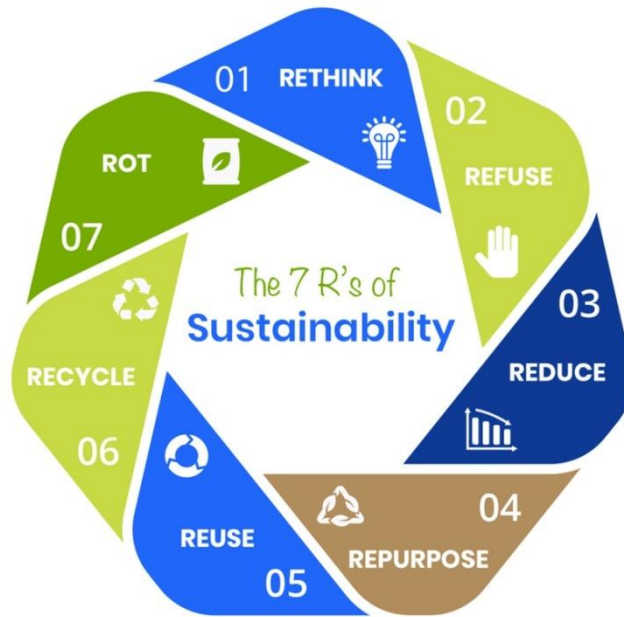 The 7 R's of
Sustainability
01 RETHINK
02
REFUSE
03
REDUCE
04
REPURPOSE
REUSE
05
RECYCLE
06
ROT
07